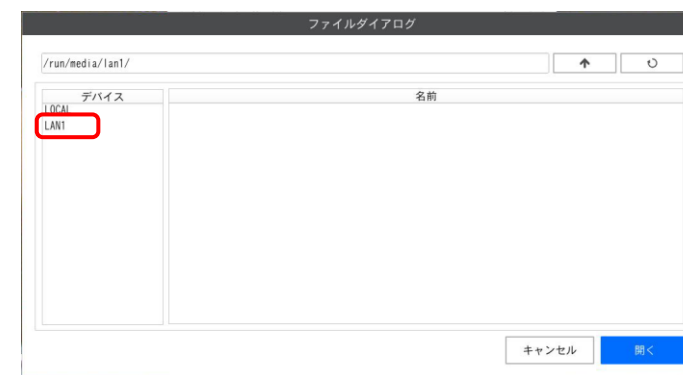 ファイルダイアログ
/run/media/lan1/
デバイス
名前
LOCAL
LAN1
キャンセル
開く